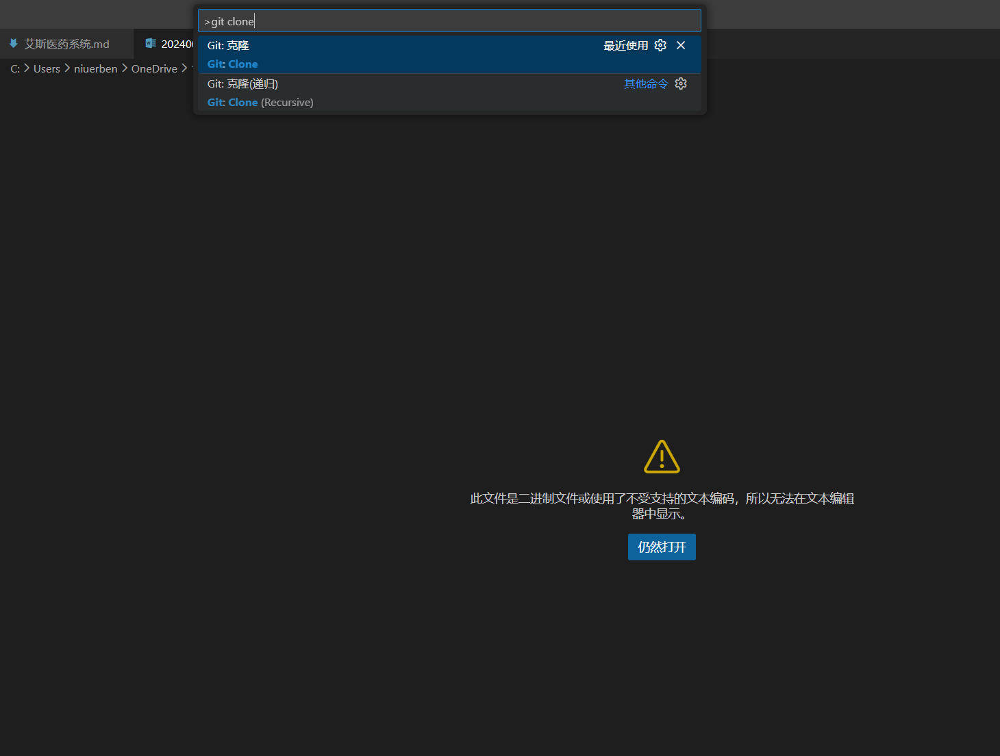 >git clone
艾斯医药系统.md
Git: 克隆
最近使用
Git: Clone
C: > Users > niuerben > OneDrive >
Git: 克隆(递归)
其他命令
Git: Clone (Recursive)
此文件是二进制文件或使用了不受支持的文本编码，所以无法在文本编辑
器中显示。
仍然打开